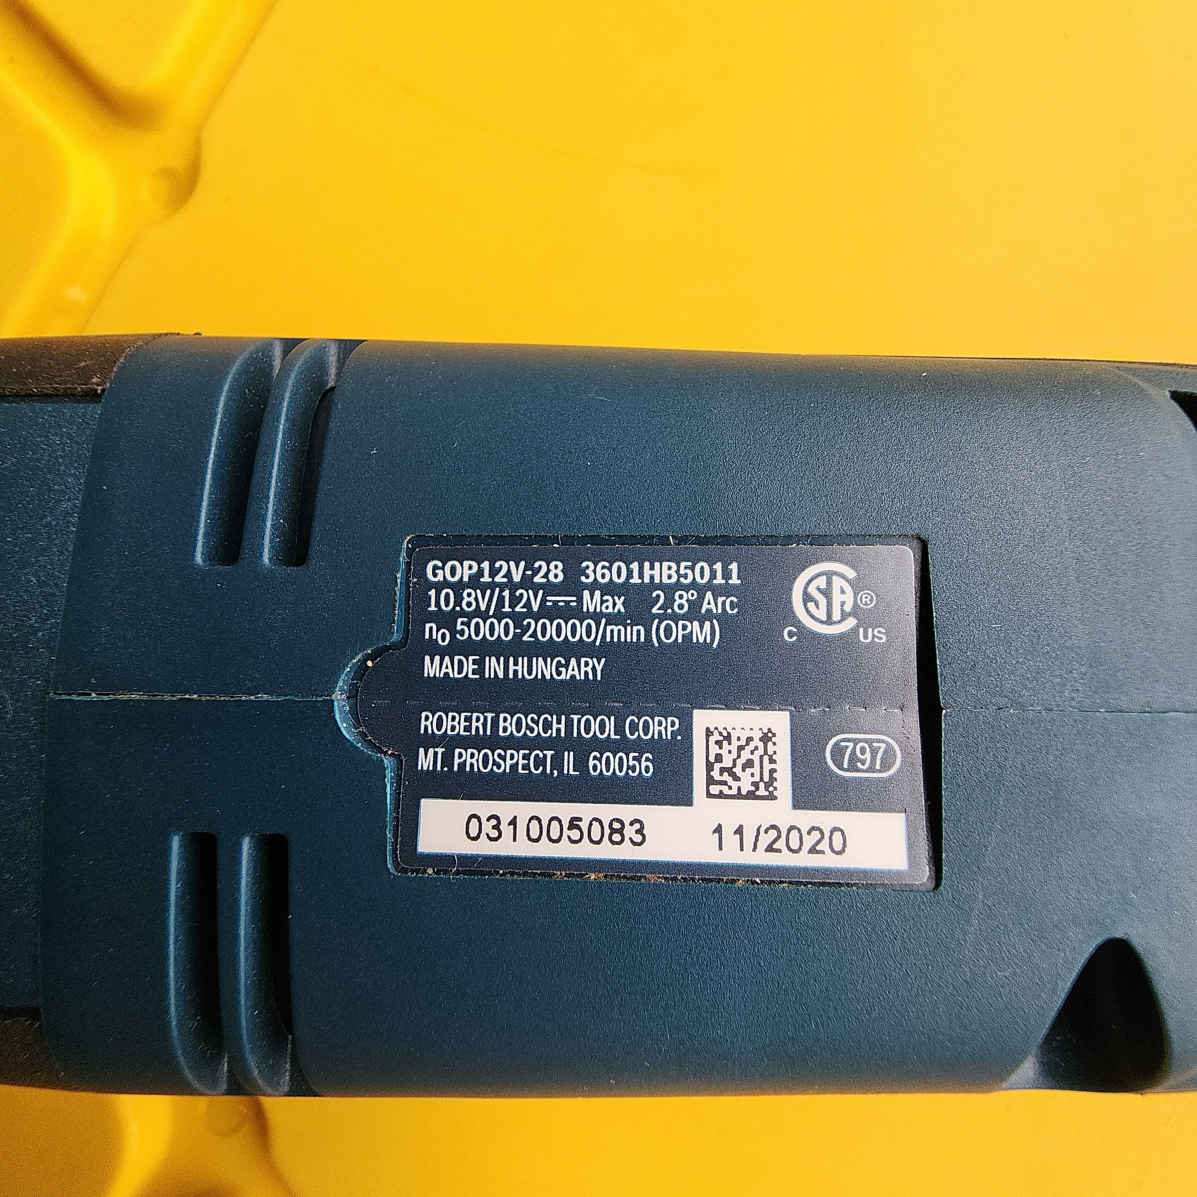 GOP12V-28 3601HB5011
10.8V/12V⎓Max 2.8° Arc
n₀ 5000-20000/min (OPM)
MADE IN HUNGARY
CSA®
C US
ROBERT BOSCH TOOL CORP.
MT. PROSPECT, IL 60056
797
031005083 11/2020